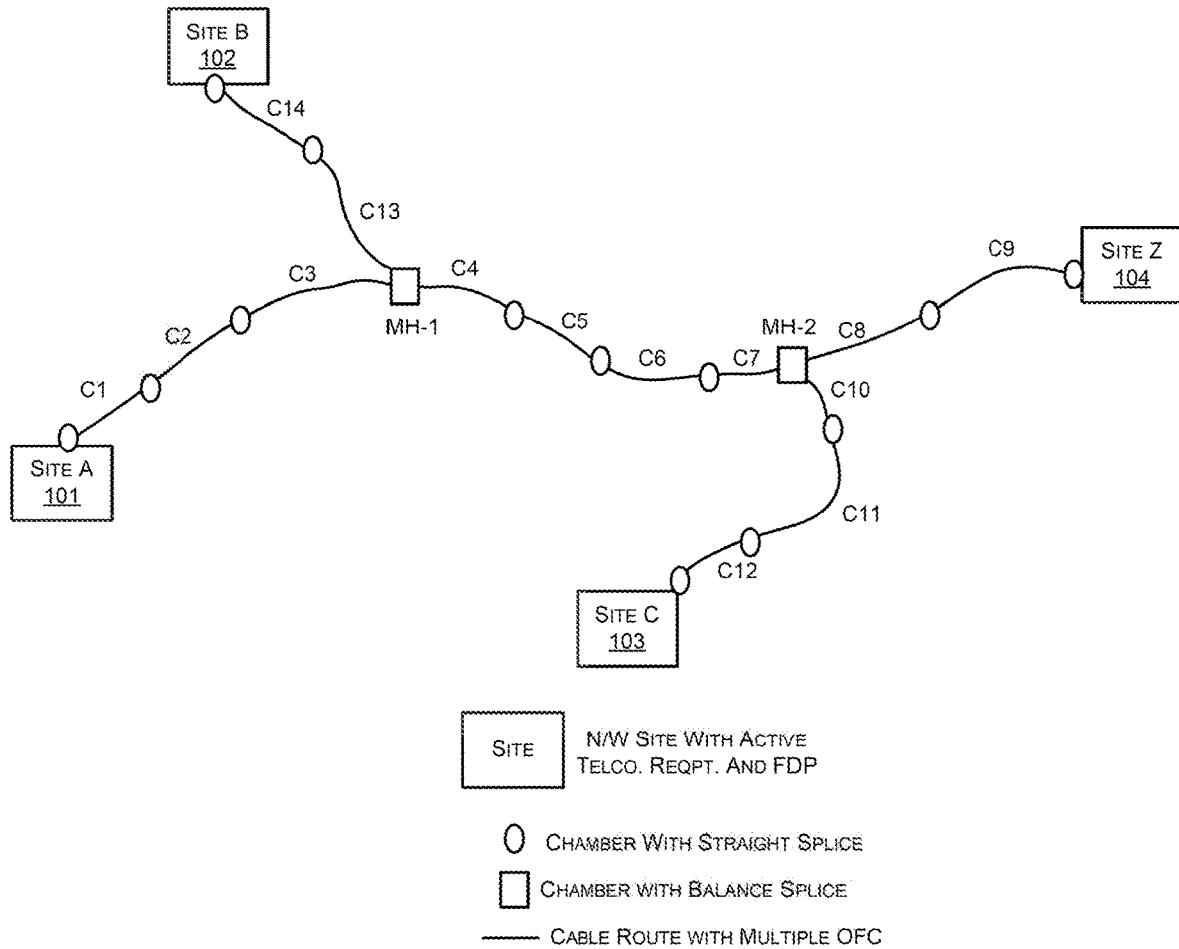 SITE B
102
C14
C13
C9
SITE Z
104
C3
C4
MH-1
C2
C5
MH-2
C8
C6
C7
C10
C1
SITE A
101
C11
C12
SITE C
103
SITE
N/W SITE WITH ACTIVE
TELCO. REQPT. AND FDP
CHAMBER WITH STRAIGHT SPLICE
CHAMBER WITH BALANCE SPLICE
CABLE ROUTE WITH MULTIPLE OFC